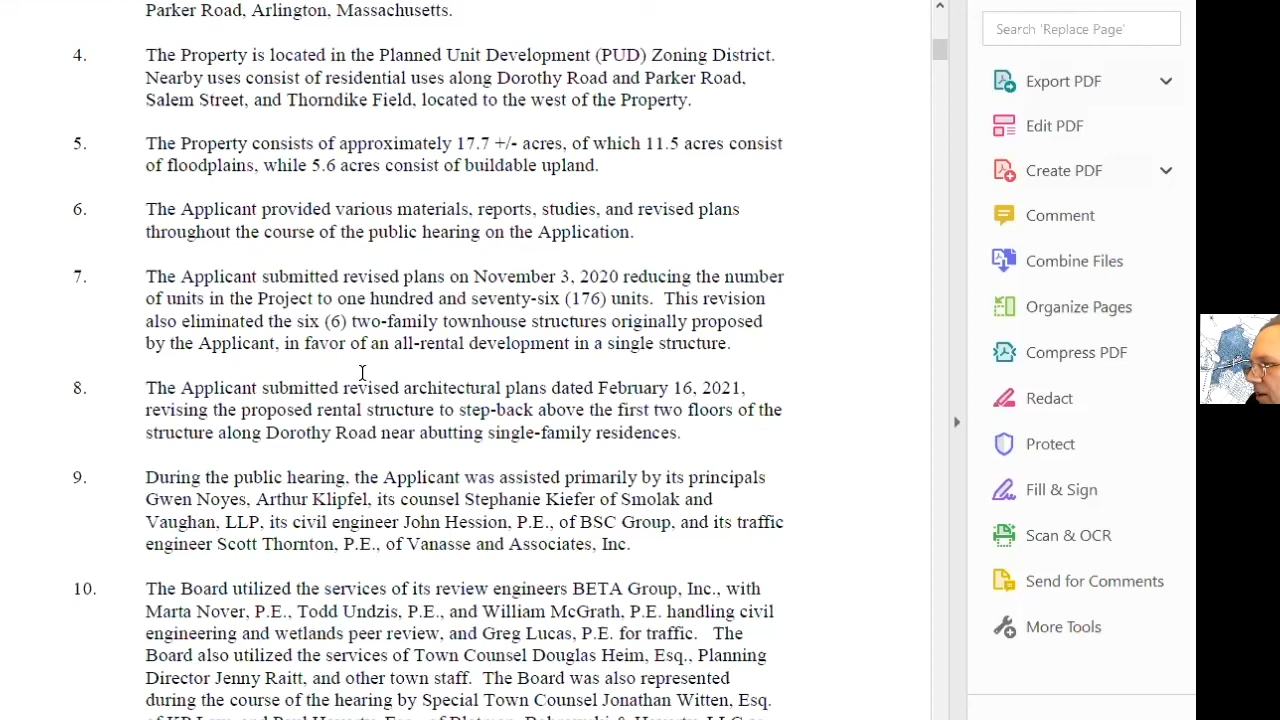 Parker Road, Arlington, Massachusetts.
4. The Property is located in the Planned Unit Development (PUD) Zoning District.
Nearby uses consist of residential uses along Dorothy Road and Parker Road,
Salem Street, and Thorndike Field, located to the west of the Property.
5. The Property consists of approximately 17.7 +/- acres, of which 11.5 acres consist
of floodplains, while 5.6 acres consist of buildable upland.
6. The Applicant provided various materials, reports, studies, and revised plans
throughout the course of the public hearing on the Application.
7. The Applicant submitted revised plans on November 3, 2020 reducing the number
of units in the Project to one hundred and seventy-six (176) units.  This revision
also eliminated the six (6) two-family townhouse structures originally proposed
by the Applicant, in favor of an all-rental development in a single structure.
8. The Applicant submitted revised architectural plans dated February 16, 2021,
revising the proposed rental structure to step-back above the first two floors of the
structure along Dorothy Road near abutting single-family residences.
9. During the public hearing, the Applicant was assisted primarily by its principals
Gwen Noyes, Arthur Klipfel, its counsel Stephanie Kiefer of Smolak and
Vaughan, LLP, its civil engineer John Hession, P.E., of BSC Group, and its traffic
engineer Scott Thornton, P.E., of Vanasse and Associates, Inc.
10. The Board utilized the services of its review engineers BETA Group, Inc., with
Marta Nover, P.E., Todd Undzis, P.E., and William McGrath, P.E. handling civil
engineering and wetlands peer review, and Greg Lucas, P.E. for traffic.   The
Board also utilized the services of Town Counsel Douglas Heim, Esq., Planning
Director Jenny Raitt, and other town staff.  The Board was also represented
during the course of the hearing by Special Town Counsel Jonathan Witten, Esq.
Search 'Replace Page'
Export PDF
Edit PDF
Create PDF
Comment
Combine Files
Organize Pages
Compress PDF
Redact
Protect
Fill & Sign
Scan & OCR
Send for Comments
More Tools